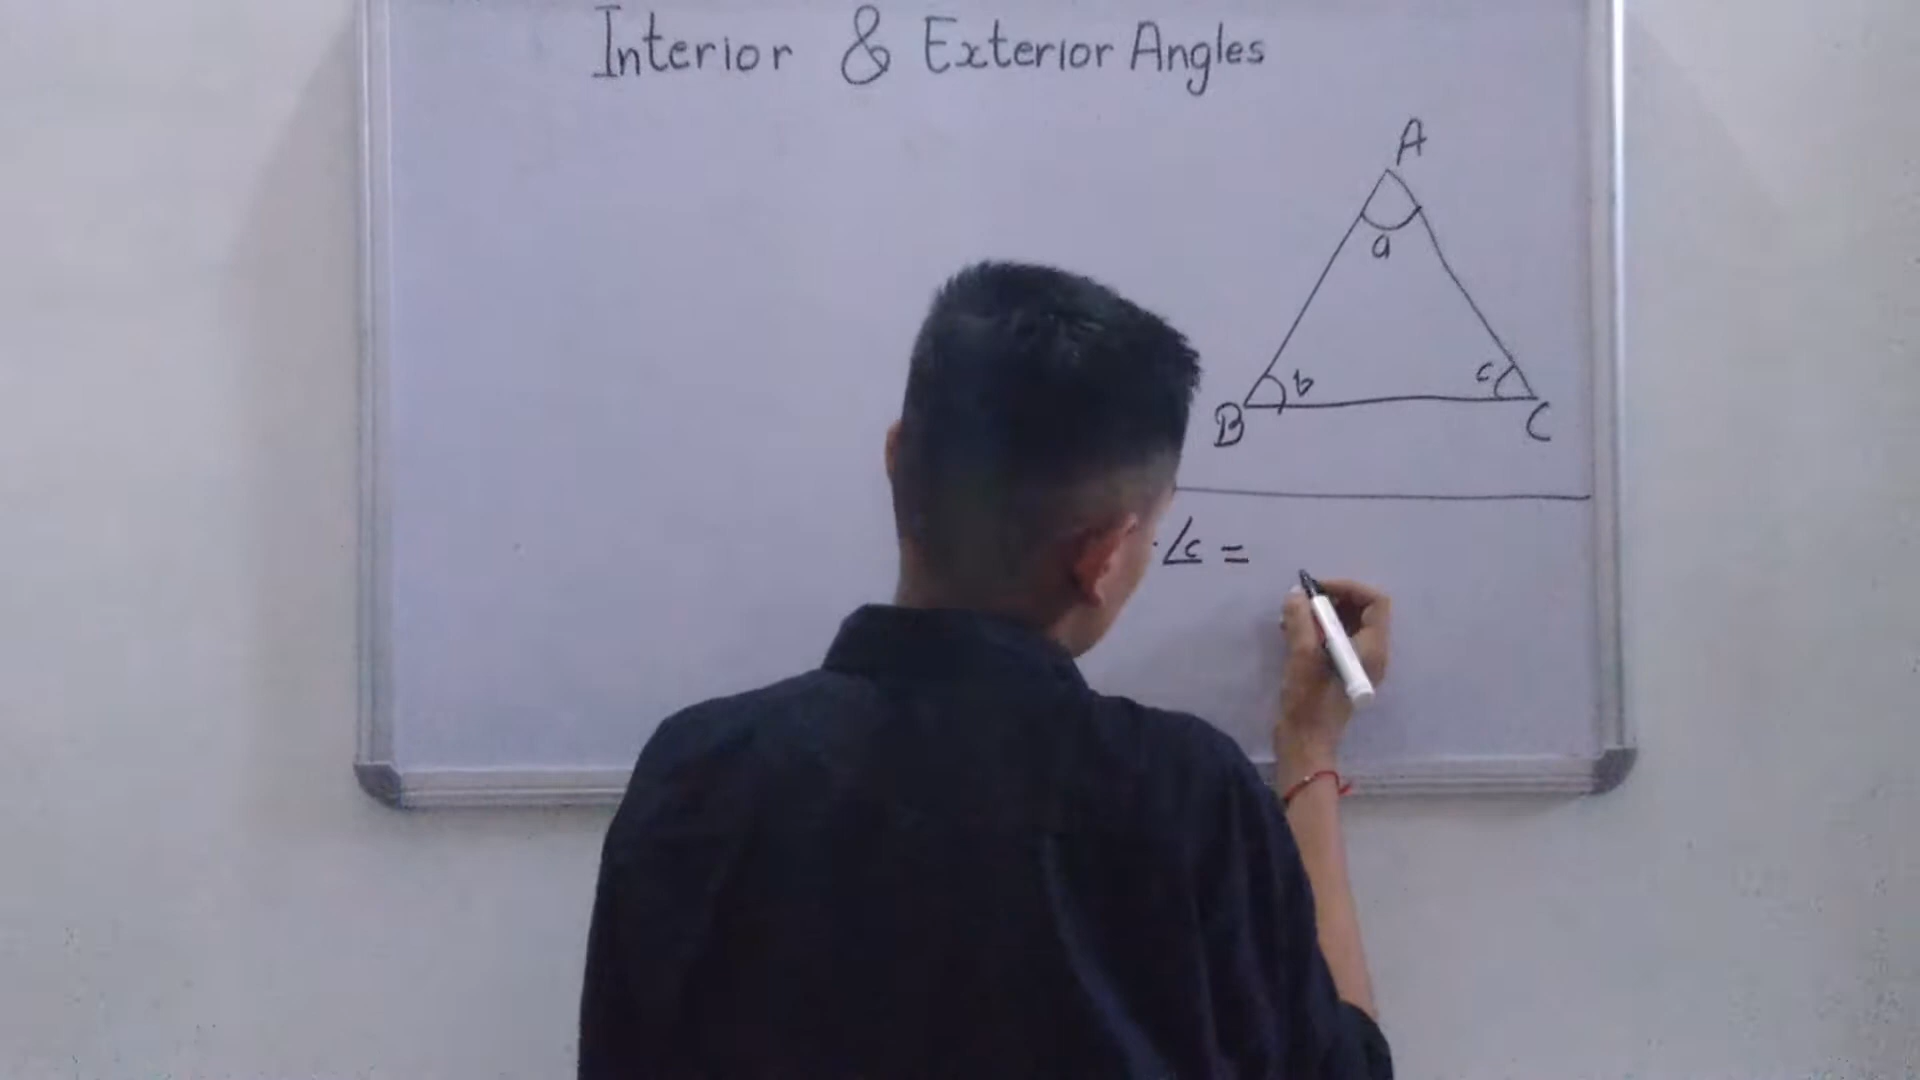 Interior & Exterior Angles
A
a
b
c
B
C
∠c =